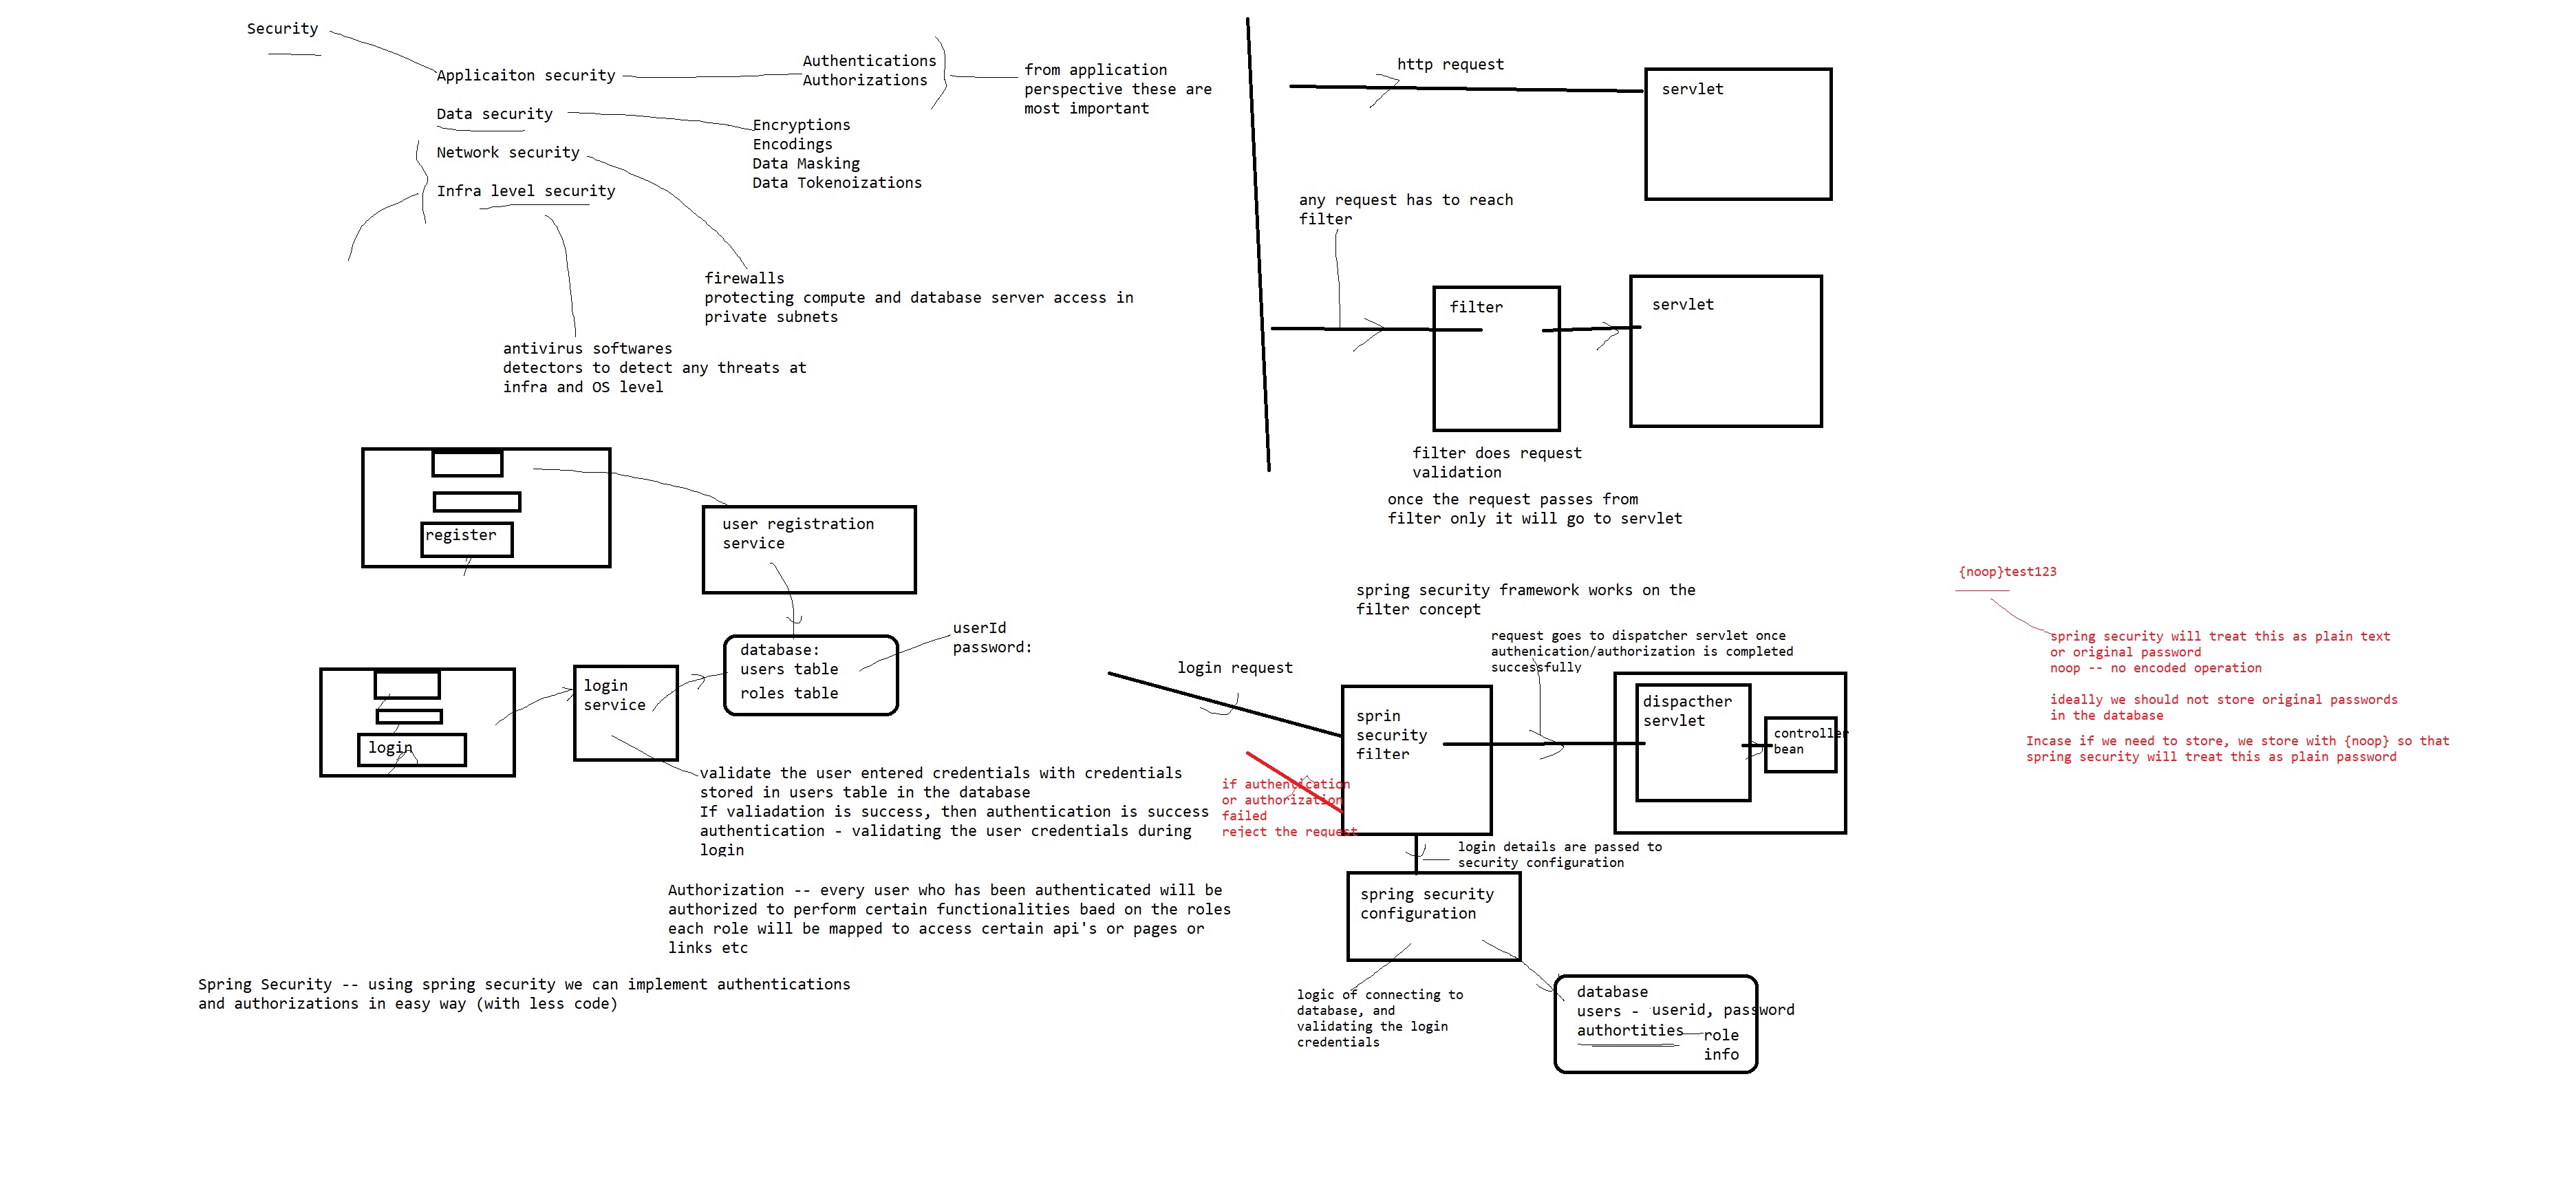 Security
Applicaiton security
Authentications
Authorizations
from application
perspective these are
most important
Data security
Encryptions
Encodings
Data Masking
Data Tokenoizations
Network security
Infra level security
firewalls
protecting compute and database server access in
private subnets
antivirus softwares
detectors to detect any threats at
infra and OS level
http request
servlet
any request has to reach
filter
filter
servlet
filter does request
validation
once the request passes from
filter only it will go to servlet
register
user registration
service
database:
users table
roles table
userId
password:
login
service
login
validate the user entered credentials with credentials
stored in users table in the database
If valiadation is success, then authentication is success
authentication - validating the user credentials during
login
Authorization -- every user who has been authenticated will be
authorized to perform certain functionalities baed on the roles
each role will be mapped to access certain api's or pages or
links etc
Spring Security -- using spring security we can implement authentications
and authorizations in easy way (with less code)
spring security framework works on the
filter concept
request goes to dispatcher servlet once
authenication/authorization is completed
successfully
login request
sprin
security
filter
dispacther
servlet
controller
bean
if authentication
or authorization
failed
reject the request
login details are passed to
security configuration
spring security
configuration
logic of connecting to
database, and
validating the login
credentials
database
users - userid, password
authortities
role
info
{noop}test123
spring security will treat this as plain text
or original password
noop -- no encoded operation
ideally we should not store original passwords
in the database
Incase if we need to store, we store with {noop} so that
spring security will treat this as plain password